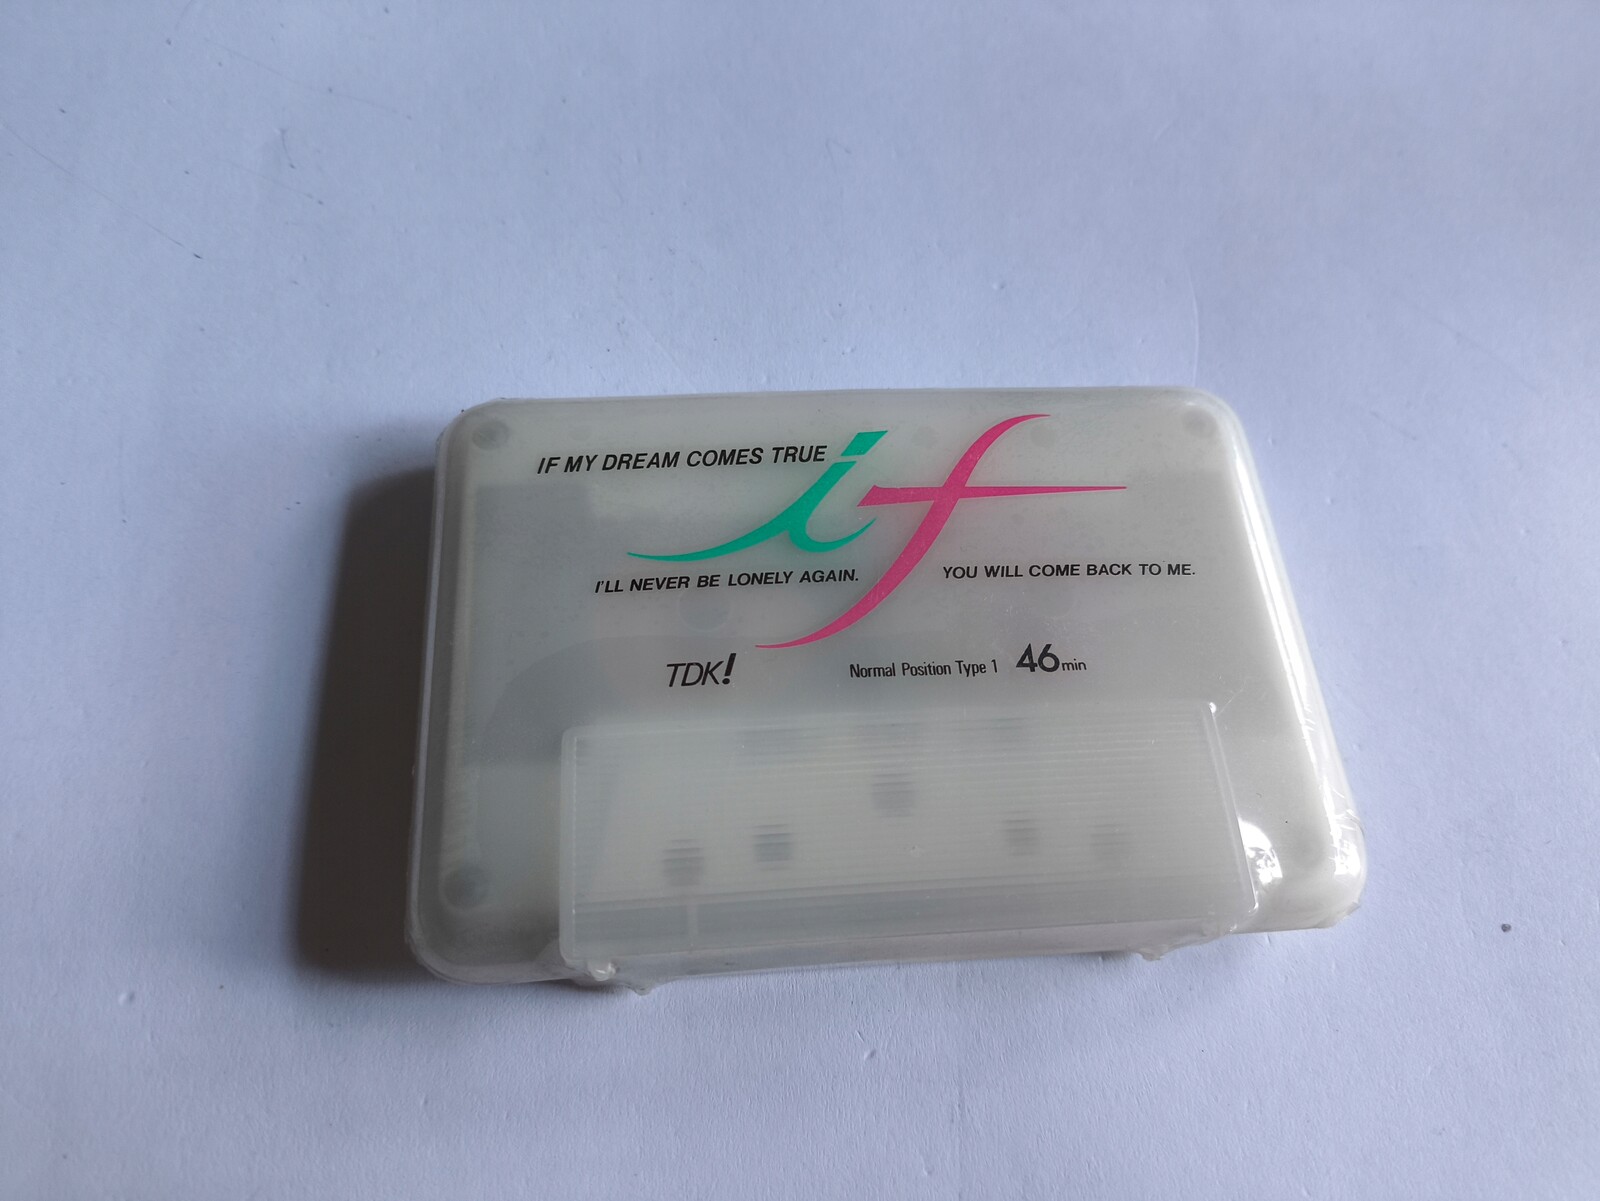 IF MY DREAM COMES TRUE
if
I'LL NEVER BE LONELY AGAIN.
YOU WILL COME BACK TO ME.
TDK!
Normal Position Type 1 46min